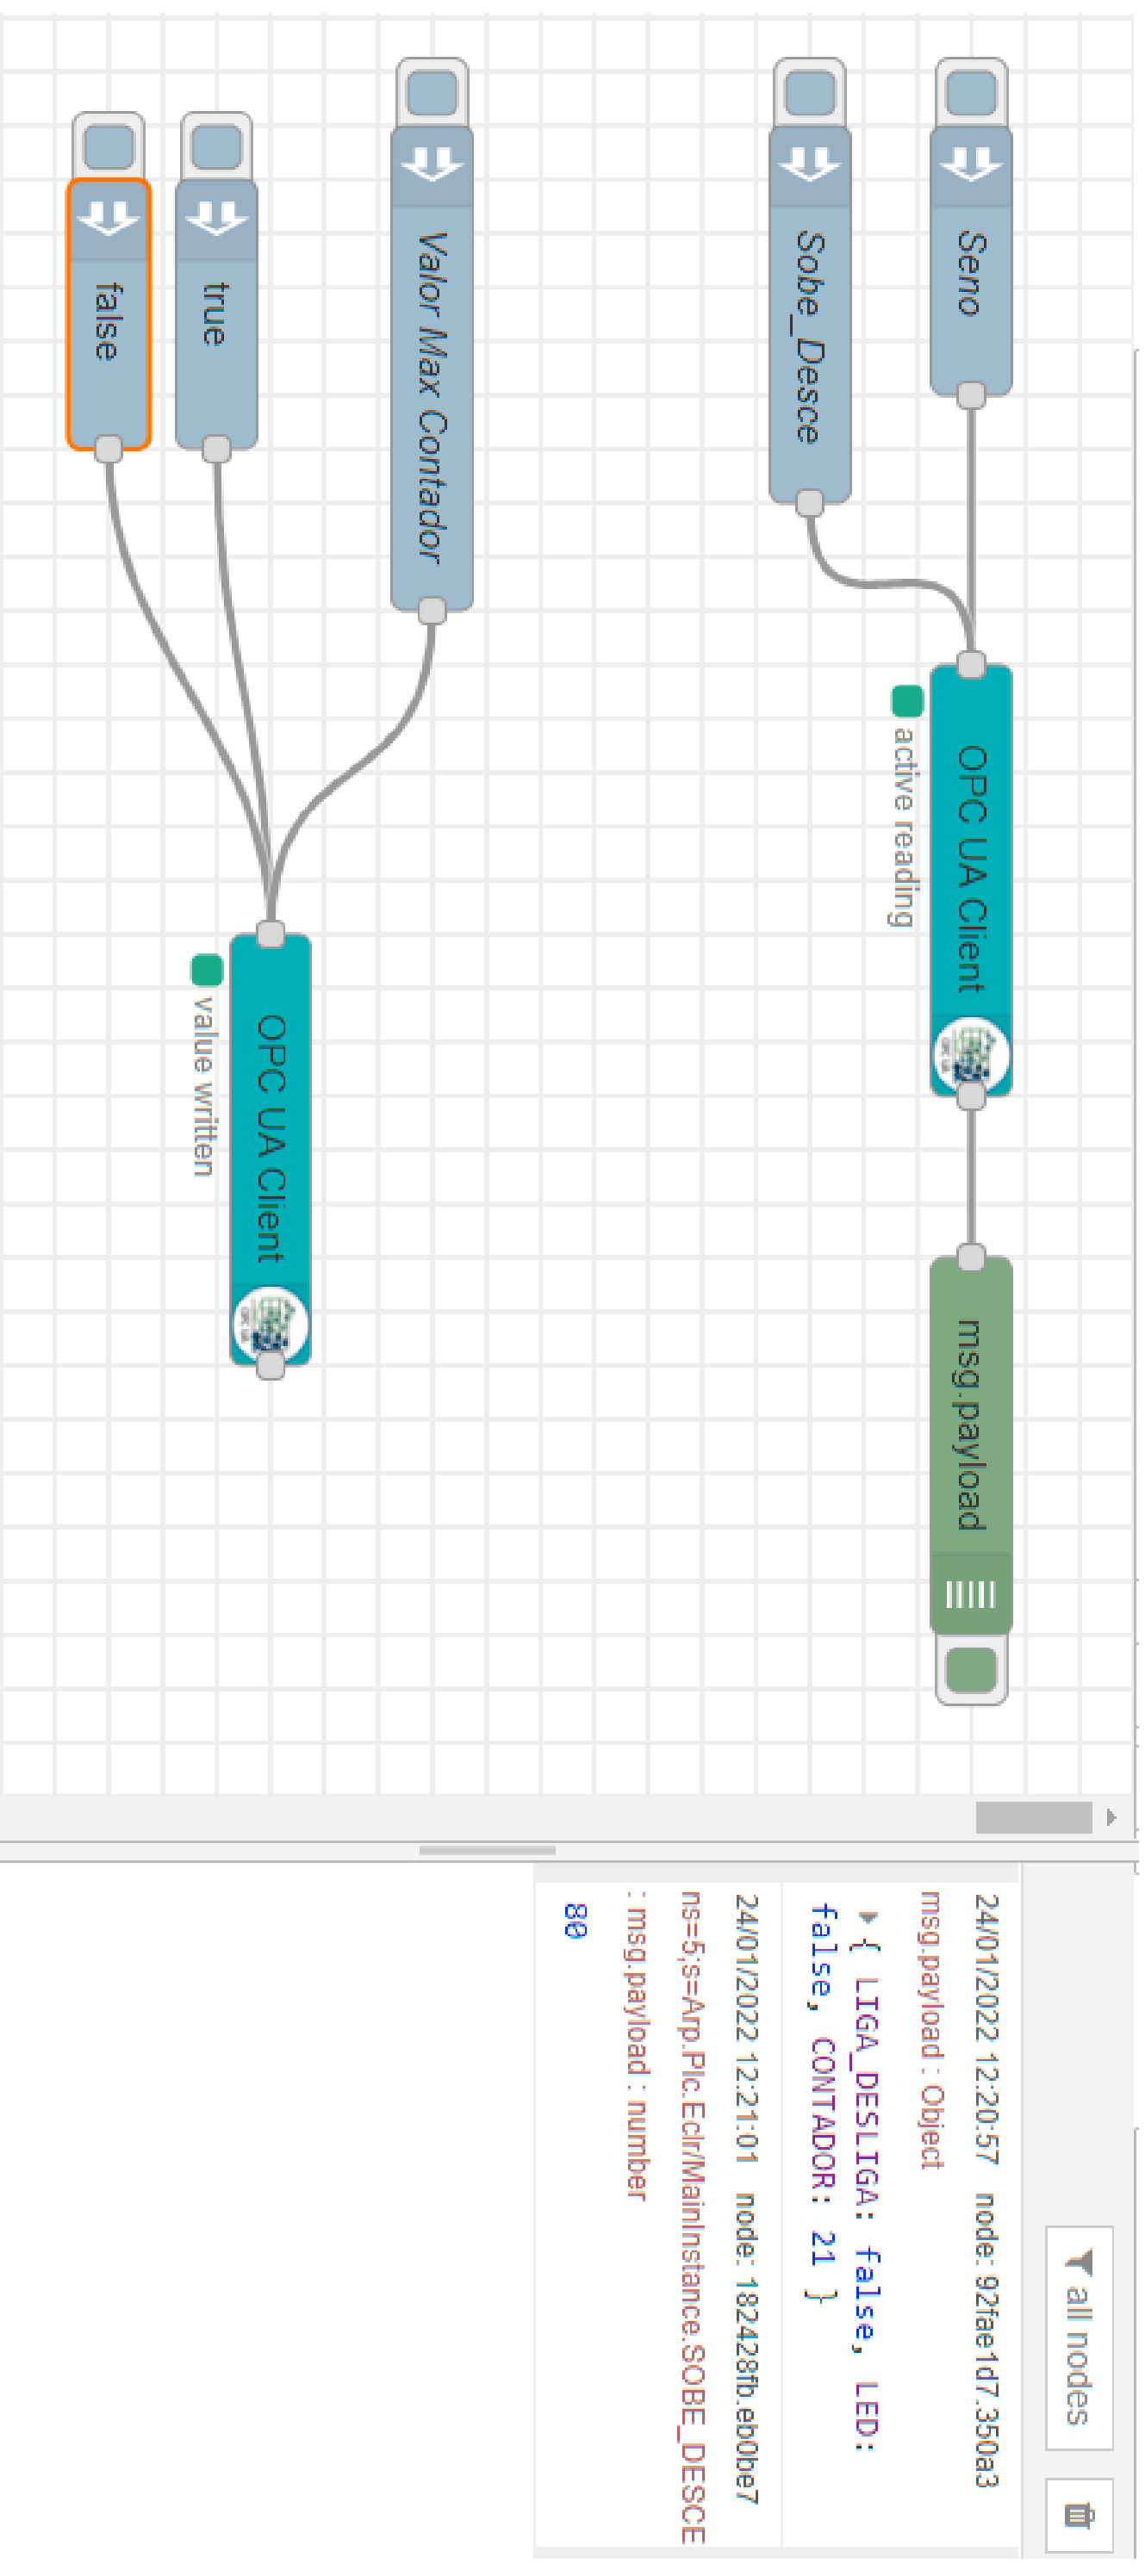 Seno
OPC UA Client
msg.payload
active reading
Sobe_Desce
Valor Max Contador
true
OPC UA Client
value written
false
all nodes
24/01/2022 12:20:57 node: 92fae1d7.350a3
msg.payload : Object
{ LIGA_DESLIGA: false, LED:
false, CONTADOR: 21 }
24/01/2022 12:21:01 node: 182428fb.eb0be7
ns=5;s=Arp.Plc.Eclr/MainInstance.SOBE_DESCE
: msg.payload : number
80